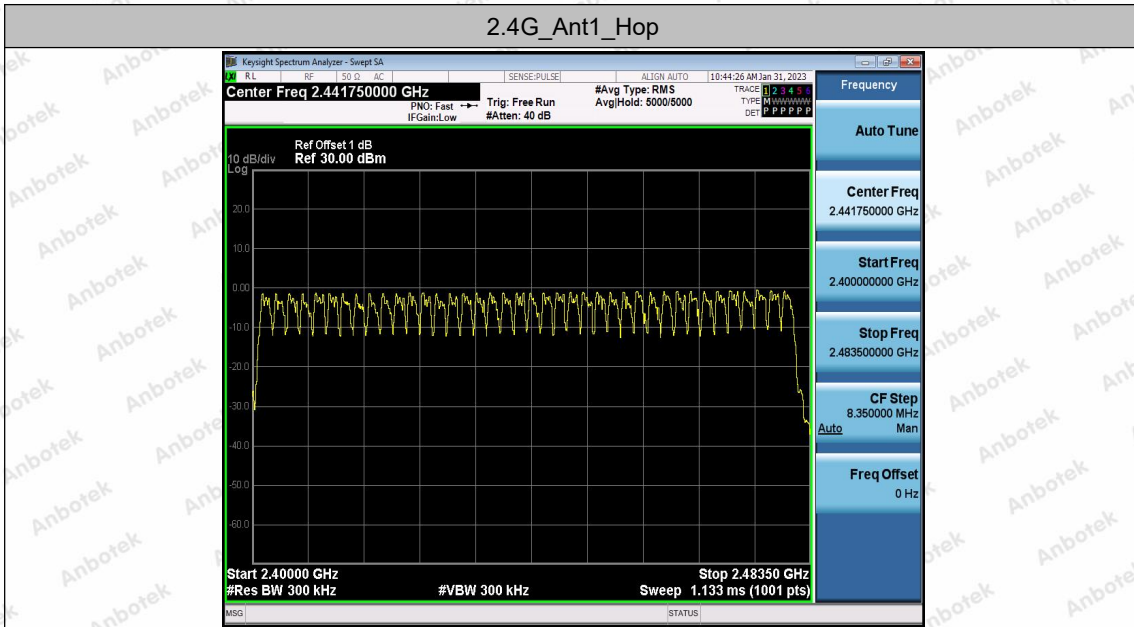 2.4G_Ant1_Hop
Keysight Spectrum Analyzer - Swept SA
LXI RL RF 50 Ω AC SENSE:PULSE ALIGN AUTO 10:44:26 AM Jan 31, 2023
Center Freq 2.441750000 GHz
PNO: Fast
IFGain:Low
Trig: Free Run
#Atten: 40 dB
#Avg Type: RMS
Avg|Hold: 5000/5000
TRACE 1 2 3 4 5 6
TYPE M W W W W W
DET P P P P P P
Frequency
Auto Tune
Center Freq
2.441750000 GHz
Start Freq
2.400000000 GHz
Stop Freq
2.483500000 GHz
CF Step
8.350000 MHz
Auto Man
Freq Offset
0 Hz
Ref Offset 1 dB
10 dB/div Ref 30.00 dBm
Log
20.0
10.0
0.00
-10.0
-20.0
-30.0
-40.0
-50.0
-60.0
Start 2.40000 GHz Stop 2.48350 GHz
#Res BW 300 kHz #VBW 300 kHz Sweep 1.133 ms (1001 pts)
MSG STATUS
Anbotek